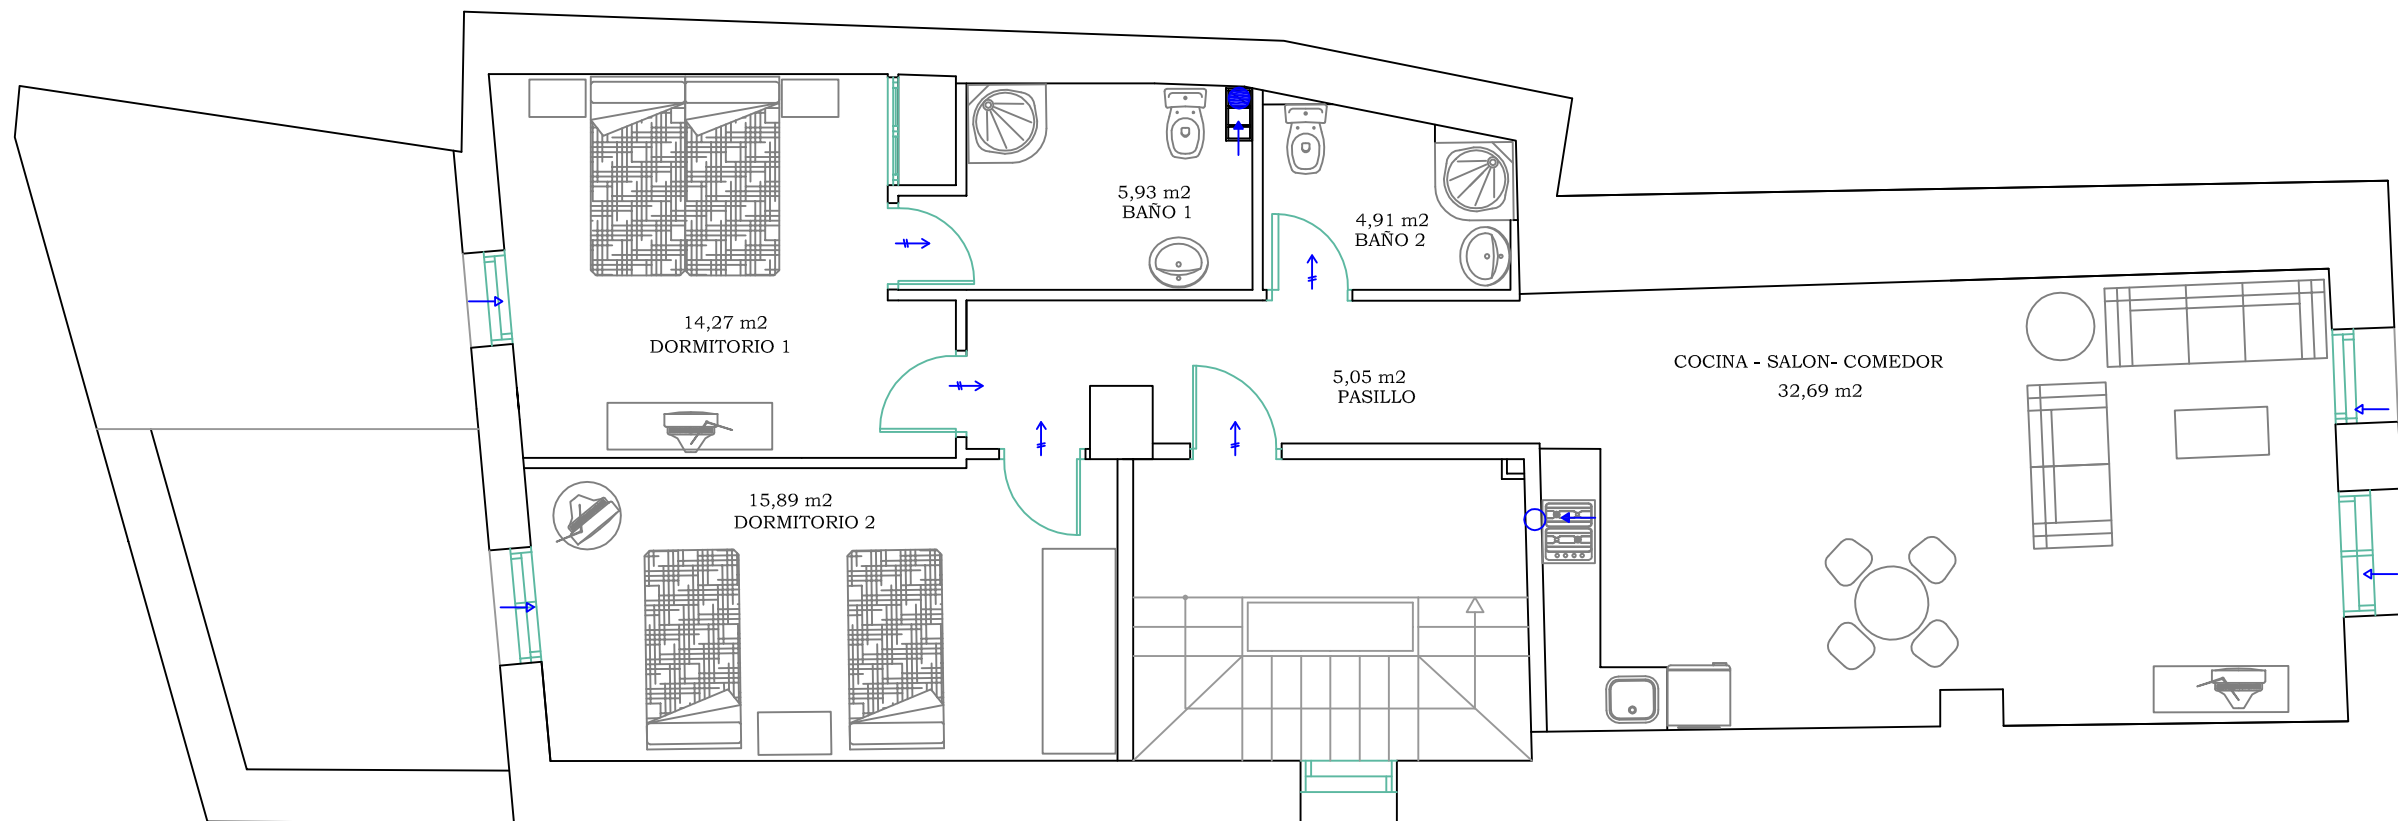 5,93 m2
BAÑO 1
4,91 m2
BAÑO 2
14,27 m2
DORMITORIO 1
5,05 m2
PASILLO
COCINA - SALON- COMEDOR
32,69 m2
15,89 m2
DORMITORIO 2